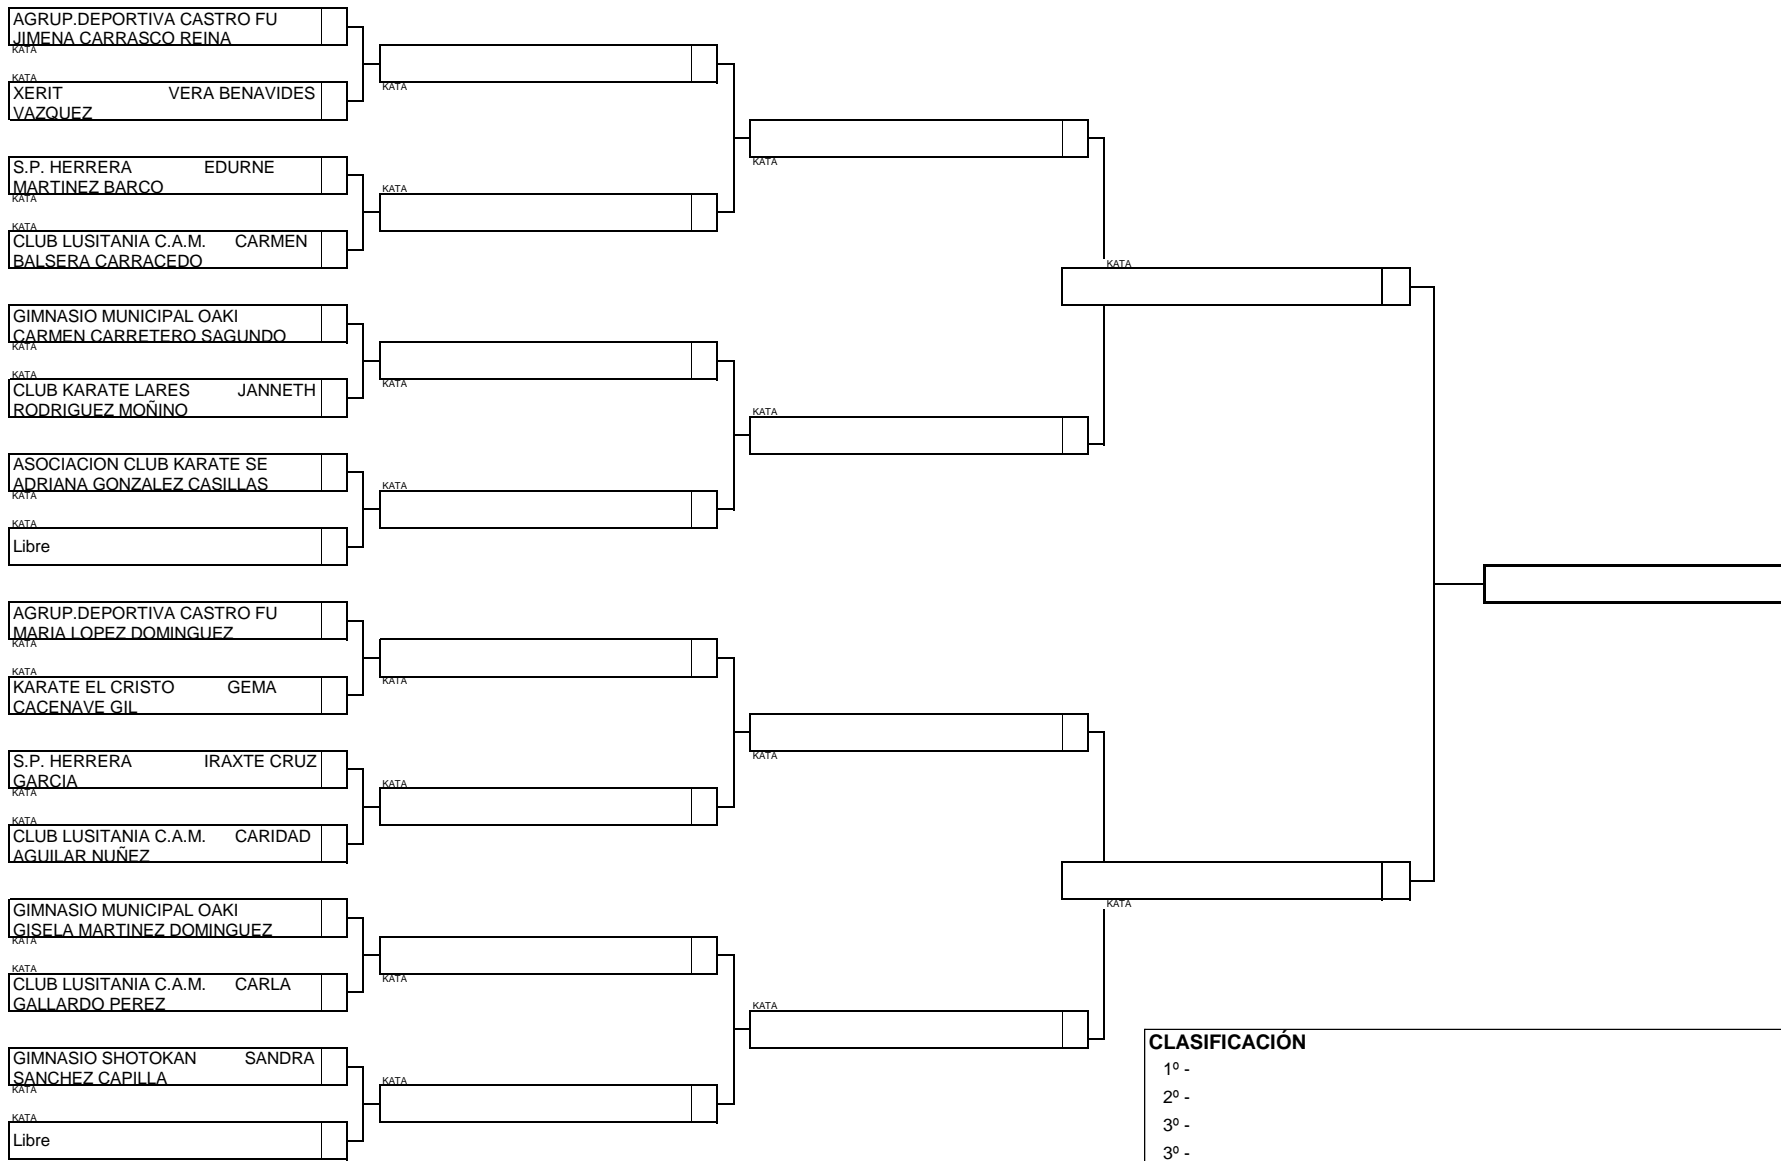 AGRUP.DEPORTIVA CASTRO FU
JIMENA CARRASCO REINA
KATA
KATA
XERIT VERA BENAVIDES
VAZQUEZ
S.P. HERRERA EDURNE
MARTINEZ BARCO
KATA
KATA
CLUB LUSITANIA C.A.M. CARMEN
BALSERA CARRACEDO
GIMNASIO MUNICIPAL OAKI
CARMEN CARRETERO SAGUNDO
KATA
KATA
CLUB KARATE LARES JANNETH
RODRIGUEZ MOÑINO
ASOCIACION CLUB KARATE SE
ADRIANA GONZALEZ CASILLAS
KATA
KATA
Libre
AGRUP.DEPORTIVA CASTRO FU
MARIA LOPEZ DOMINGUEZ
KATA
KATA
KARATE EL CRISTO GEMA
CACENAVE GIL
S.P. HERRERA IRAXTE CRUZ
GARCIA
KATA
KATA
CLUB LUSITANIA C.A.M. CARIDAD
AGUILAR NUÑEZ
GIMNASIO MUNICIPAL OAKI
GISELA MARTINEZ DOMINGUEZ
KATA
KATA
CLUB LUSITANIA C.A.M. CARLA
GALLARDO PEREZ
GIMNASIO SHOTOKAN SANDRA
SANCHEZ CAPILLA
KATA
KATA
Libre
KATA
KATA
KATA
KATA
KATA
KATA
KATA
KATA
KATA
KATA
KATA
KATA
KATA
KATA
CLASIFICACIÓN
1º -
2º -
3º -
3º -